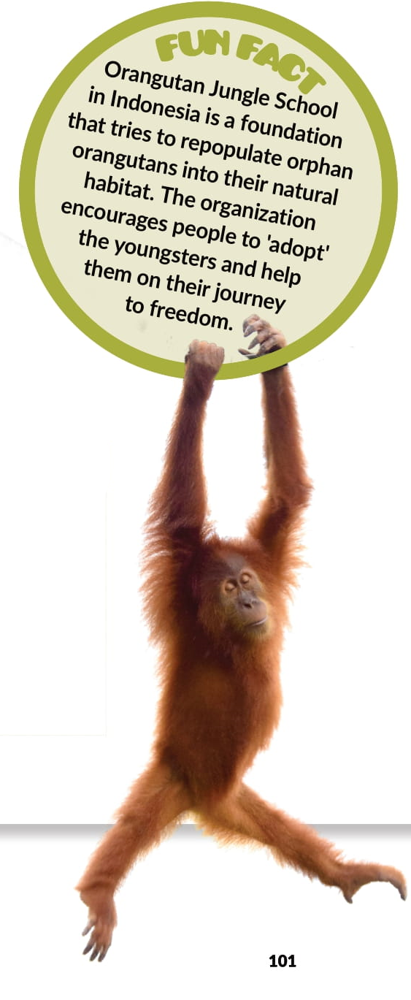 FUN FACT
Orangutan Jungle School
in Indonesia is a foundation
that tries to repopulate orphan
orangutans into their natural
habitat. The organization
encourages people to 'adopt'
the youngsters and help
them on their journey
to freedom.
101